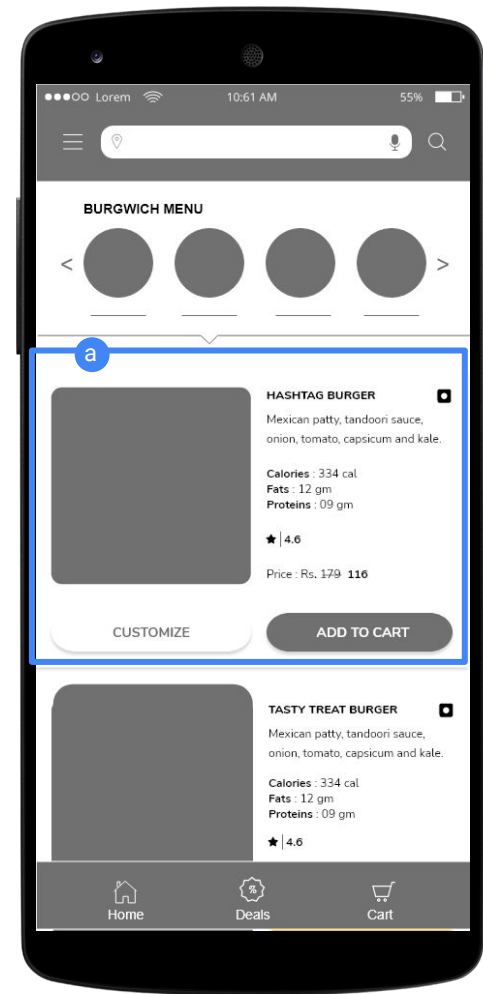 ●●●○○ Lorem 10:61 AM 55%
BURGWICH MENU
< >
a
HASHTAG BURGER
Mexican patty, tandoori sauce,
onion, tomato, capsicum and kale.
Calories : 334 cal
Fats : 12 gm
Proteins : 09 gm
★ | 4.6
Price : Rs. 179 116
CUSTOMIZE ADD TO CART
TASTY TREAT BURGER
Mexican patty, tandoori sauce,
onion, tomato, capsicum and kale.
Calories : 334 cal
Fats : 12 gm
Proteins : 09 gm
★ | 4.6
%
Home Deals Cart